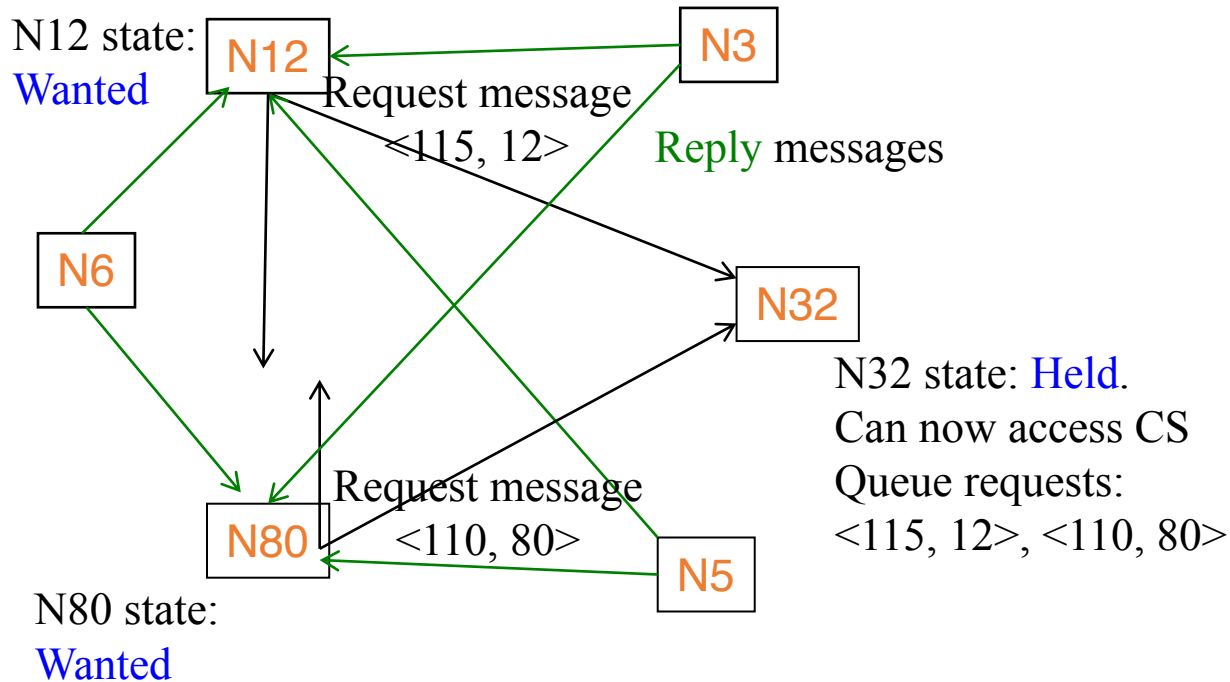 N12 state:
Wanted
N12
N3
Request message
<115, 12>
Reply messages
N6
N32
N32 state: Held.
Can now access CS
Queue requests:
<115, 12>, <110, 80>
Request message
<110, 80>
N80
N5
N80 state:
Wanted